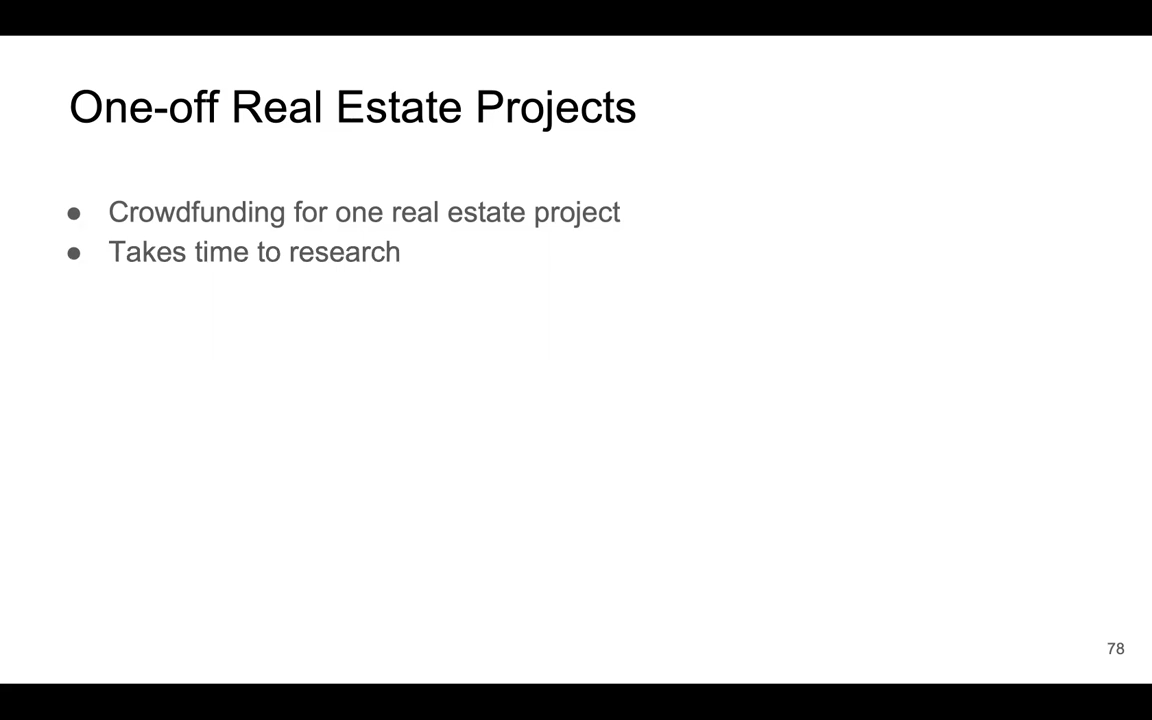 One-off Real Estate Projects
● Crowdfunding for one real estate project
● Takes time to research
78